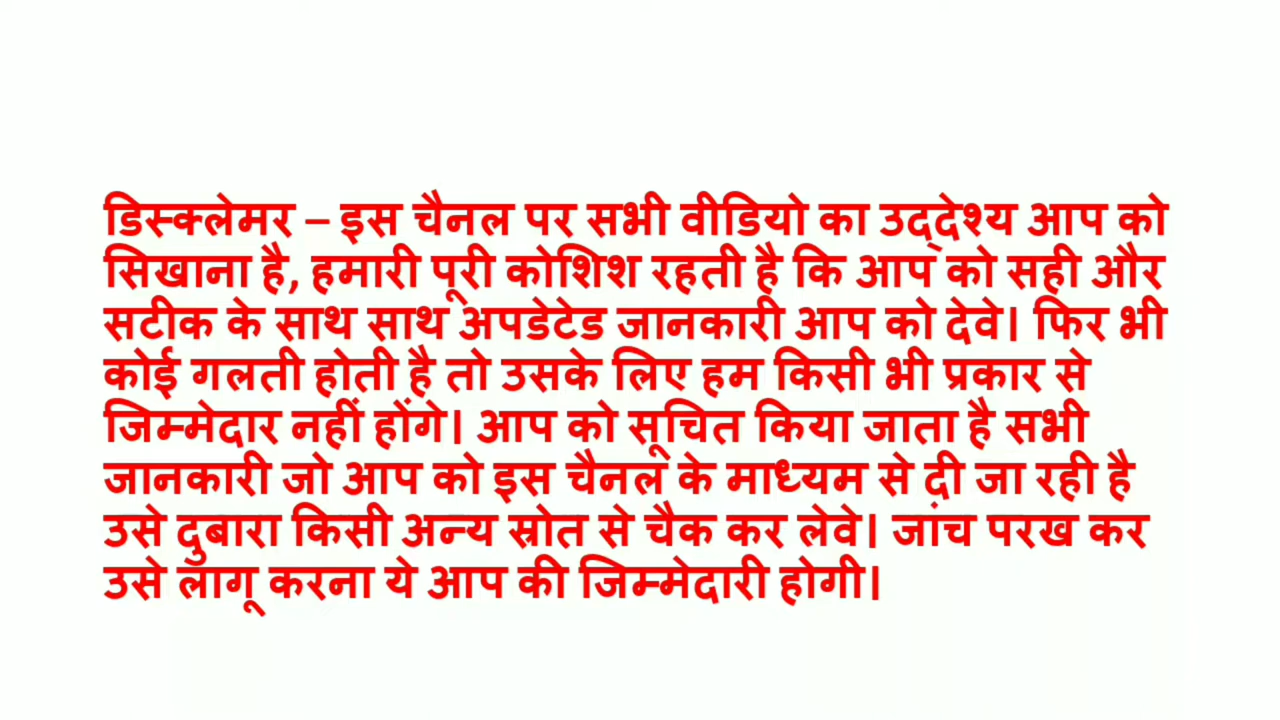 डिस्क्लेमर – इस चैनल पर सभी वीडियो का उद्देश्य आप को
सिखाना है, हमारी पूरी कोशिश रहती है कि आप को सही और
सटीक के साथ साथ अपडेटेड जानकारी आप को देवे। फिर भी
कोई गलती होती है तो उसके लिए हम किसी भी प्रकार से
जिम्मेदार नहीं होंगे। आप को सूचित किया जाता है सभी
जानकारी जो आप को इस चैनल के माध्यम से दी जा रही है
उसे दुबारा किसी अन्य स्रोत से चैक कर लेवे। जांच परख कर
उसे लागू करना ये आप की जिम्मेदारी होगी।